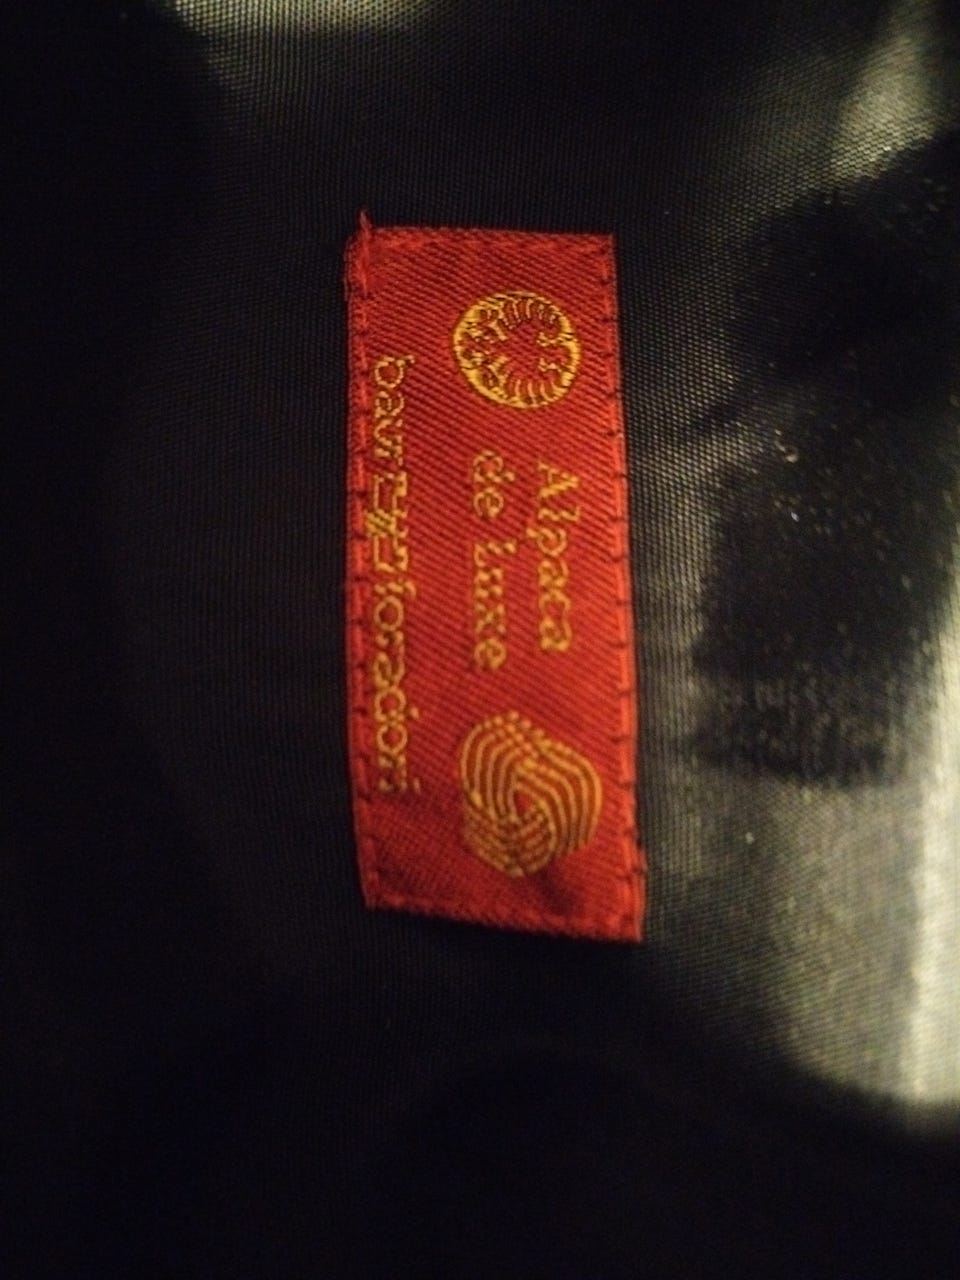 Alpaca
de Luxe
baur foradori